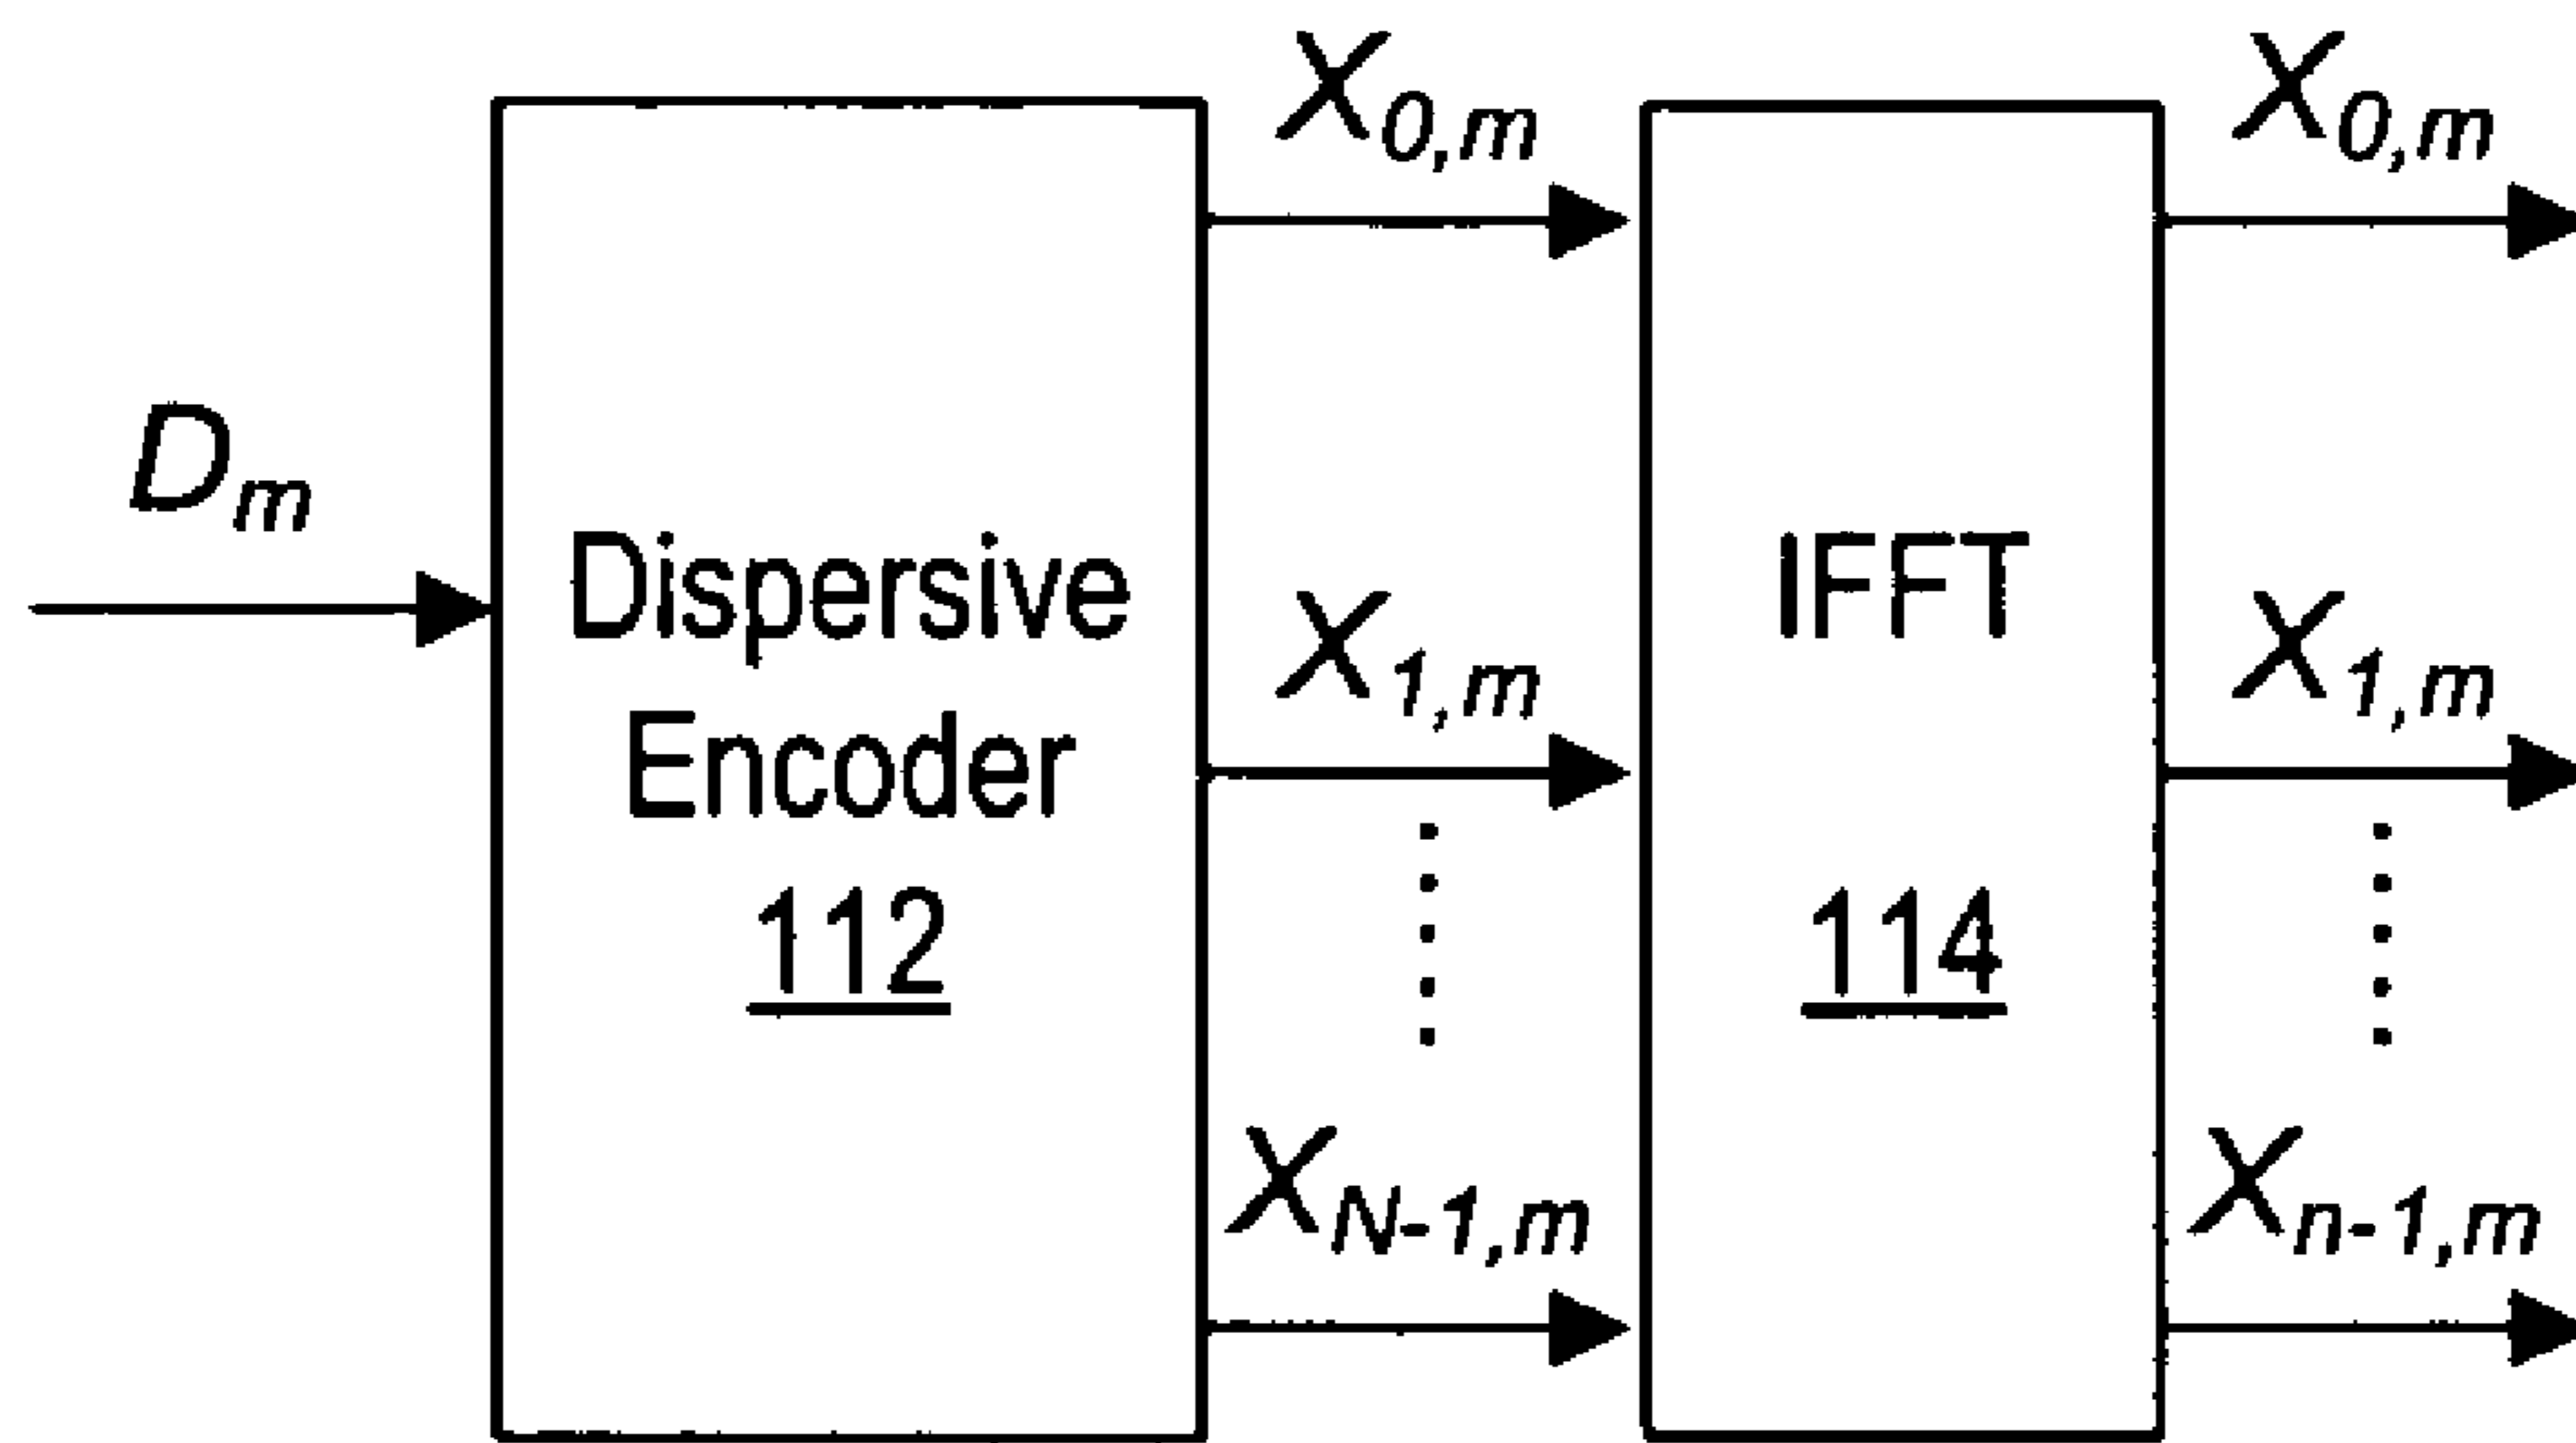 X0,m
X0,m
Dm
Dispersive
Encoder
112
IFFT
114
X1,m
X1,m
XN-1,m
Xn-1,m